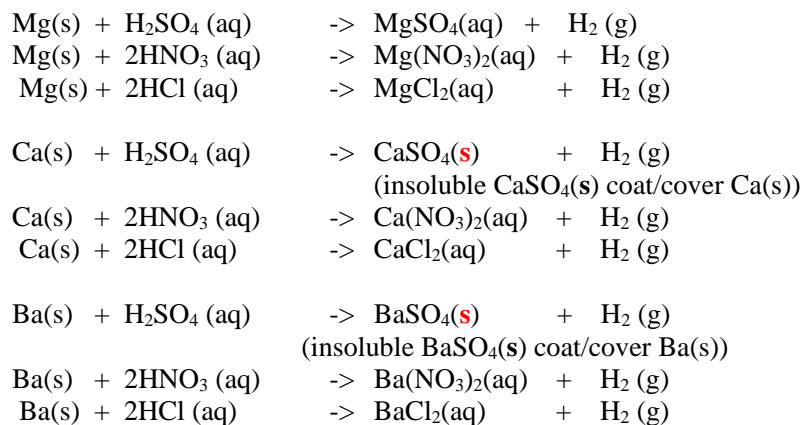 Mg(s) + H₂SO₄ (aq) -> MgSO₄(aq) + H₂ (g)
Mg(s) + 2HNO₃ (aq) -> Mg(NO₃)₂(aq) + H₂ (g)
Mg(s) + 2HCl (aq) -> MgCl₂(aq) + H₂ (g)
Ca(s) + H₂SO₄ (aq) -> CaSO₄(s) + H₂ (g)
(insoluble CaSO₄(s) coat/cover Ca(s))
Ca(s) + 2HNO₃ (aq) -> Ca(NO₃)₂(aq) + H₂ (g)
Ca(s) + 2HCl (aq) -> CaCl₂(aq) + H₂ (g)
Ba(s) + H₂SO₄ (aq) -> BaSO₄(s) + H₂ (g)
(insoluble BaSO₄(s) coat/cover Ba(s))
Ba(s) + 2HNO₃ (aq) -> Ba(NO₃)₂(aq) + H₂ (g)
Ba(s) + 2HCl (aq) -> BaCl₂(aq) + H₂ (g)